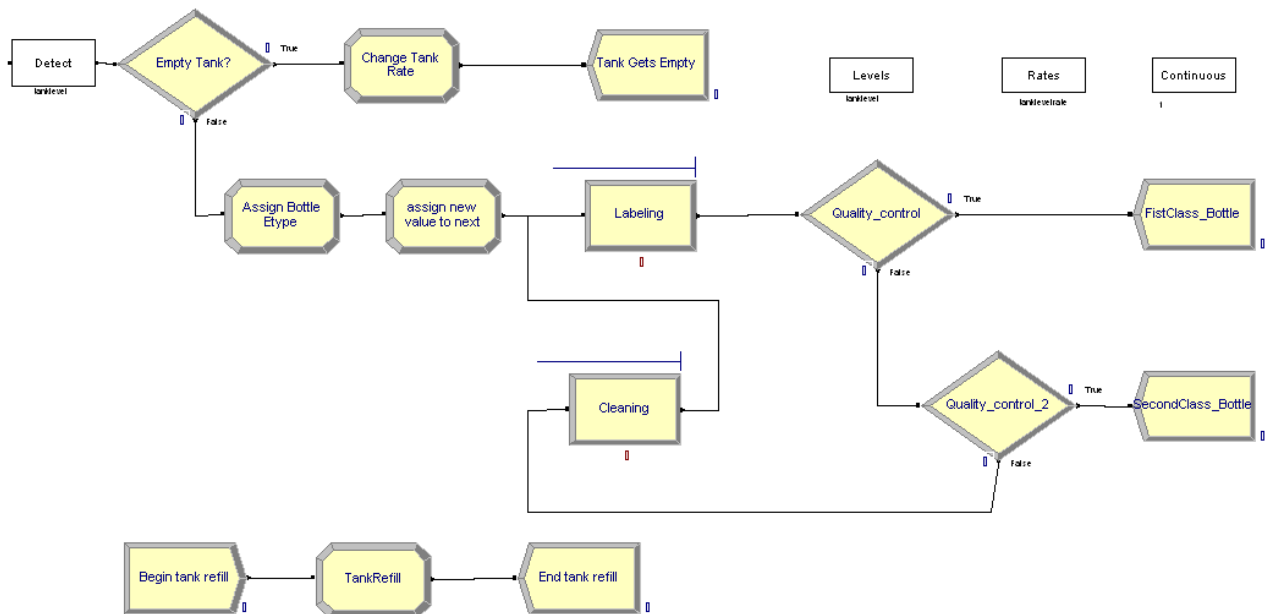 True
Detect
Empty Tank?
Change Tank
Rate
Tank Gets Empty
Levels
Rates
Continuous
tanklevel
tanklevel
tanklevelrate
1
False
Assign Bottle
Etype
assign new
value to next
Labeling
Quality_control
True
FistClass_Bottle
False
Cleaning
Quality_control_2
True
SecondClass_Bottle
False
Begin tank refill
TankRefill
End tank refill